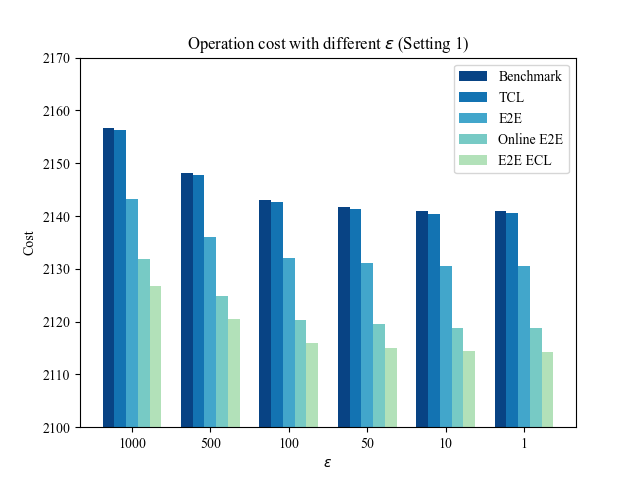 Operation cost with different ε (Setting 1)
Benchmark
TCL
E2E
Online E2E
E2E ECL
Cost
2170
2160
2150
2140
2130
2120
2110
2100
1000 500 100 50 10 1
ε